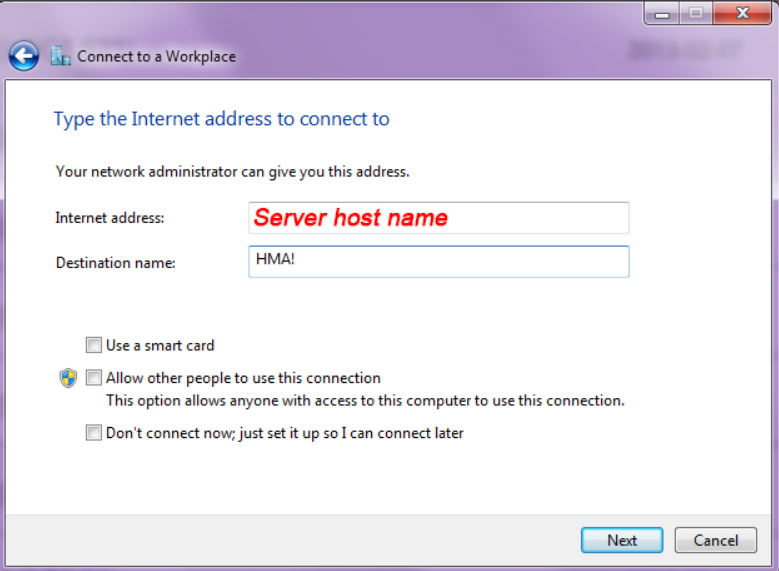 Connect to a Workplace
Type the Internet address to connect to
Your network administrator can give you this address.
Internet address:
Server host name
Destination name:
HMA!
Use a smart card
Allow other people to use this connection
This option allows anyone with access to this computer to use this connection.
Don't connect now; just set it up so I can connect later
Next
Cancel